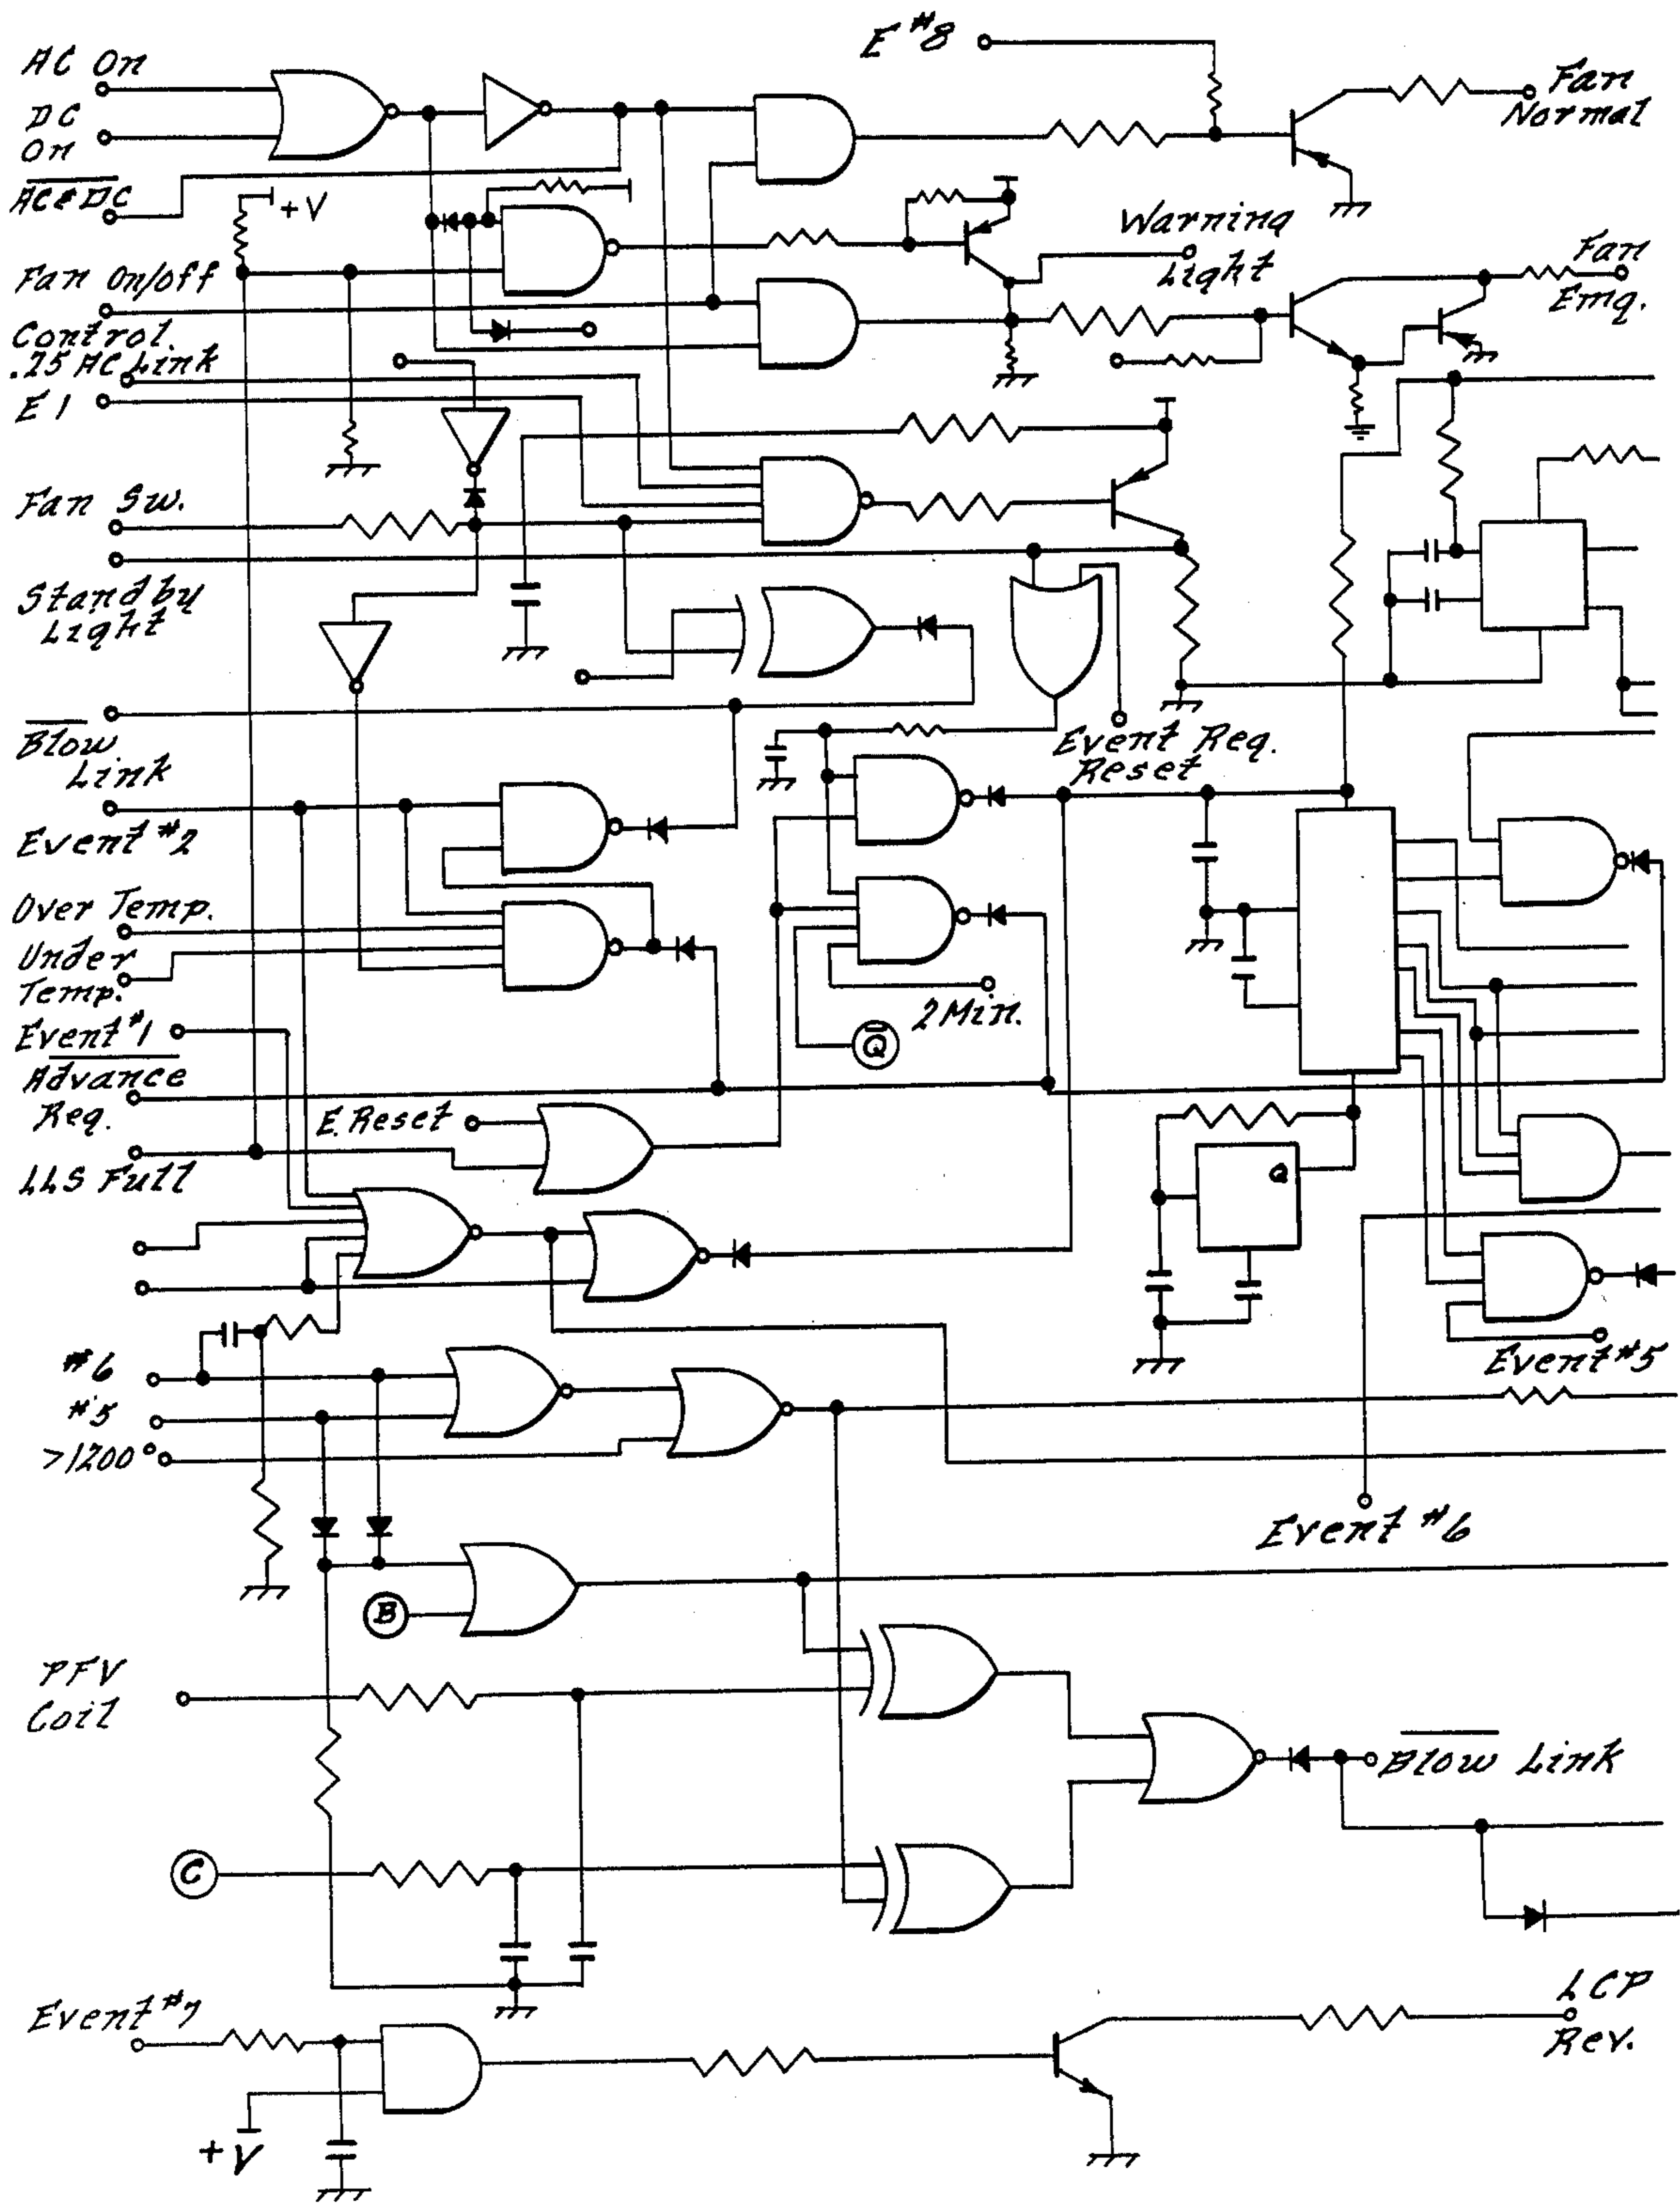 E #8
AC On
DC
On
Fan
Normal
AC&DC
+V
Warning
Light
Fan On/off
Control.
Fan
Emq.
.25 AC Link
E 1
Fan Sw.
Standby
Light
Blow
Link
Event Req.
Reset
Event #2
Over Temp.
Under
Temp.
2 Min.
Q
Event #1
Advance
Req.
E. Reset
LLS Full
Q
#6
#5
>1200°
Event #5
Event #6
B
PFV
Coil
Blow Link
C
Event #7
+V
LCP
Rev.